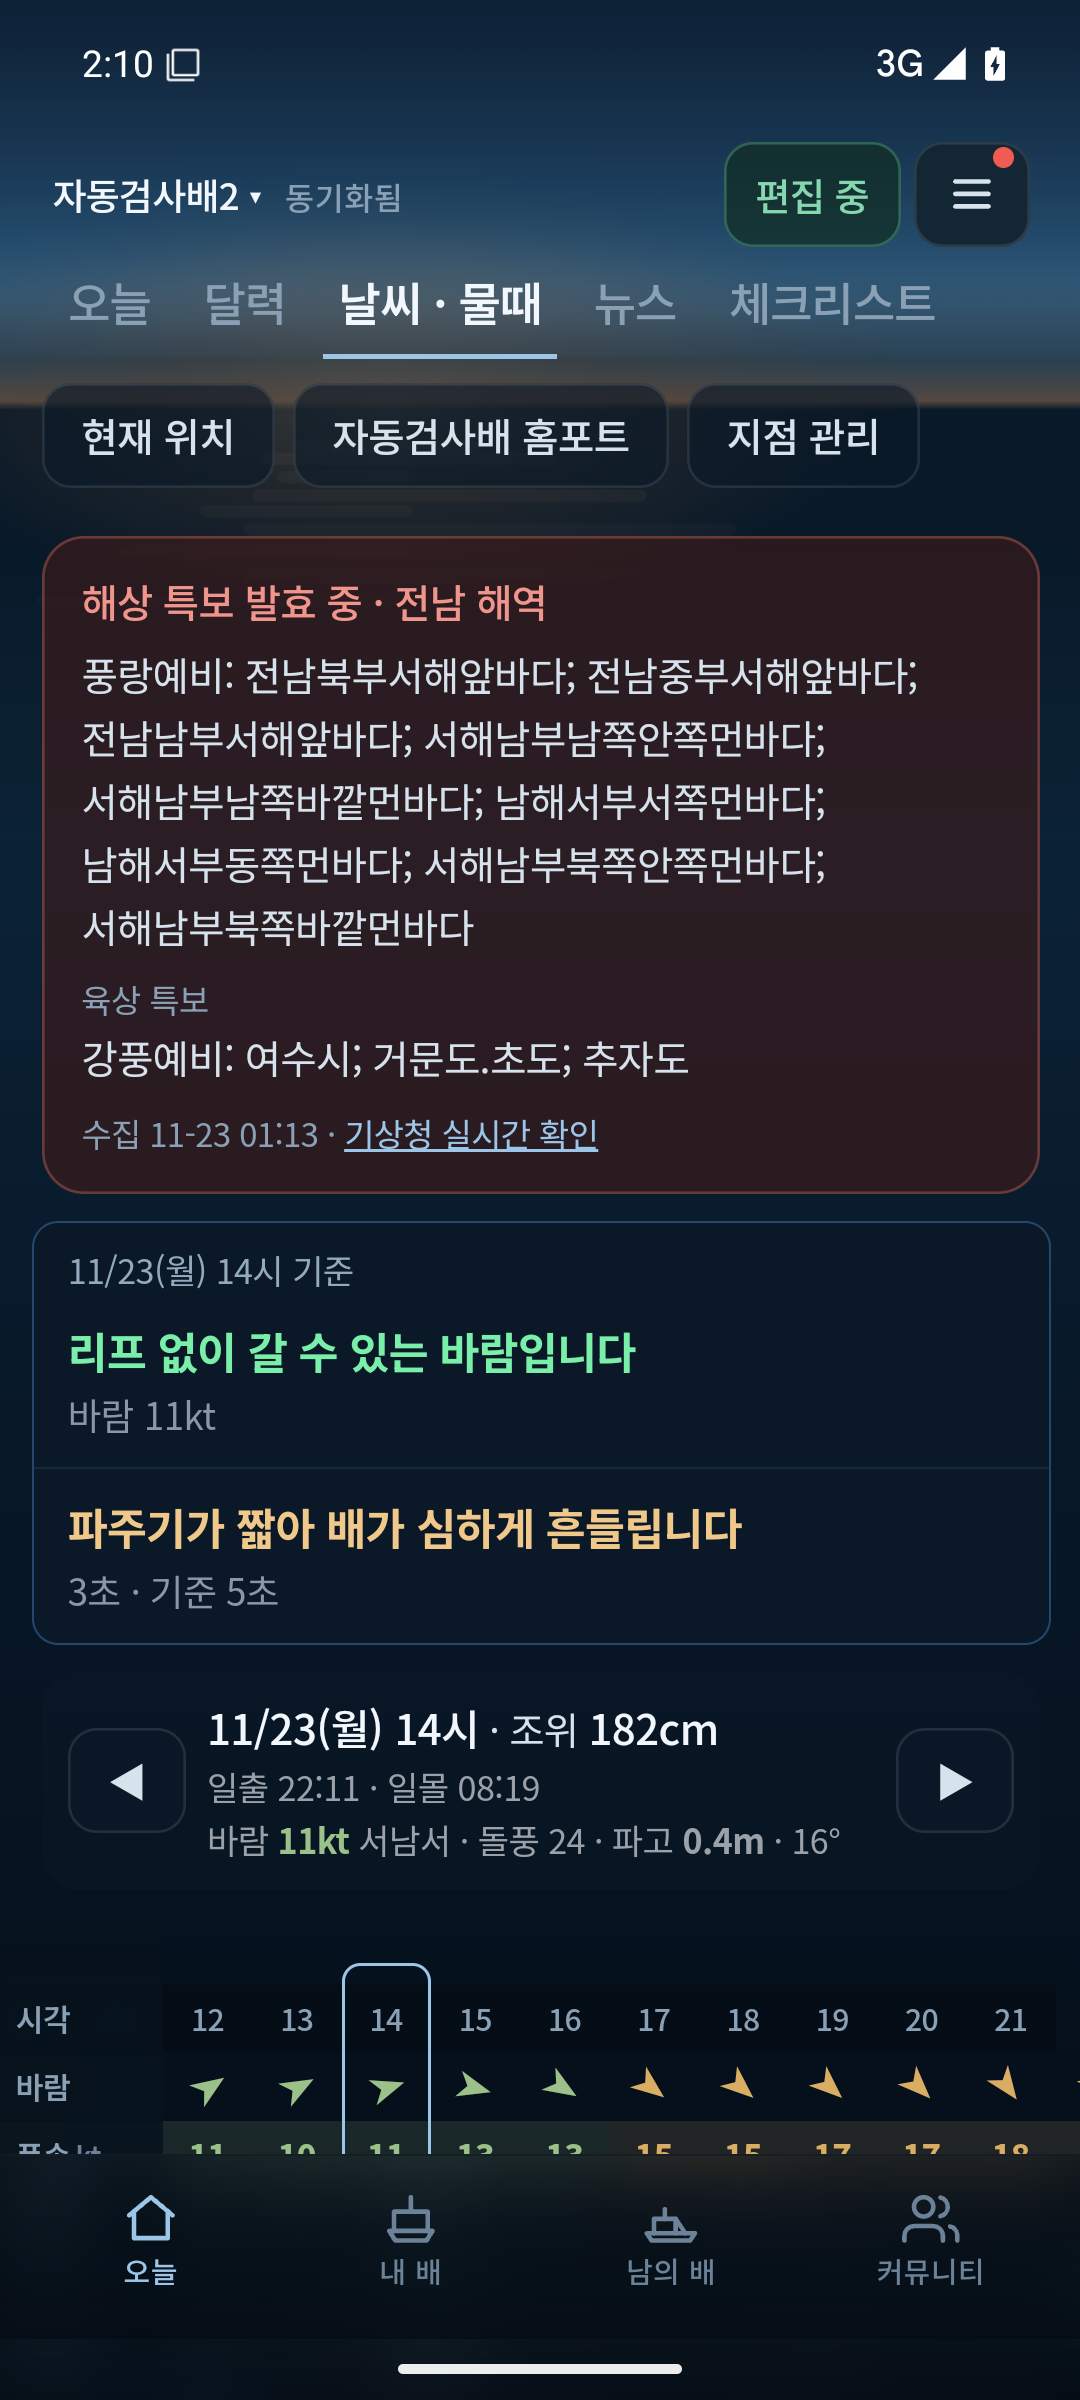 2:10
3G
자동검사배2 ▾ 동기화됨
편집 중
오늘 달력 날씨 · 물때 뉴스 체크리스트
현재 위치 자동검사배 홈포트 지점 관리
해상 특보 발효 중 · 전남 해역
풍랑예비: 전남북부서해앞바다; 전남중부서해앞바다;
전남남부서해앞바다; 서해남부남쪽안쪽먼바다;
서해남부남쪽바깥먼바다; 남해서부서쪽먼바다;
남해서부동쪽먼바다; 서해남부북쪽안쪽먼바다;
서해남부북쪽바깥먼바다
육상 특보
강풍예비: 여수시; 거문도.초도; 추자도
수집 11-23 01:13 · 기상청 실시간 확인
11/23(월) 14시 기준
리프 없이 갈 수 있는 바람입니다
바람 11kt
파주기가 짧아 배가 심하게 흔들립니다
3초 · 기준 5초
11/23(월) 14시 · 조위 182cm
일출 22:11 · 일몰 08:19
바람 11kt 서남서 · 돌풍 24 · 파고 0.4m · 16°
시각 12 13 14 15 16 17 18 19 20 21
바람
풍속 kt 11 10 11 13 13 15 15 17 17 18
오늘 내 배 남의 배 커뮤니티